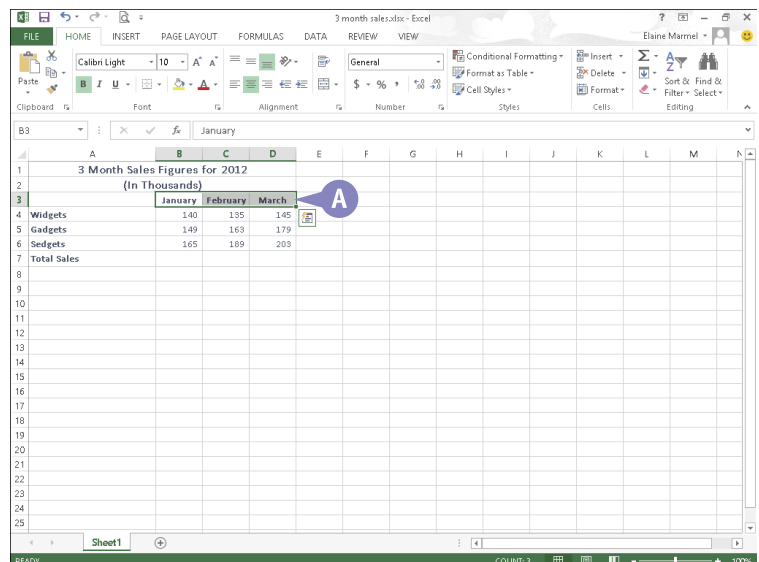 3 month sales.xlsx - Excel
?
FILE HOME INSERT PAGE LAYOUT FORMULAS DATA REVIEW VIEW Elaine Marmel
Paste
Calibri Light 10 A A
B I U A
General
$ % , .00
Conditional Formatting
Format as Table
Cell Styles
Insert
Delete
Format
Σ
Sort & Filter
Find & Select
Clipboard Font Alignment Number Styles Cells Editing
B3 fx January
A B C D E F G H I J K L M N
1 3 Month Sales Figures for 2012
2 (In Thousands)
3 January February March
A
4 Widgets 140 135 145
5 Gadgets 149 163 179
6 Sedgets 165 189 203
7 Total Sales
8
9
10
11
12
13
14
15
16
17
18
19
20
21
22
23
24
25
Sheet1
READY COUNT: 3 100%